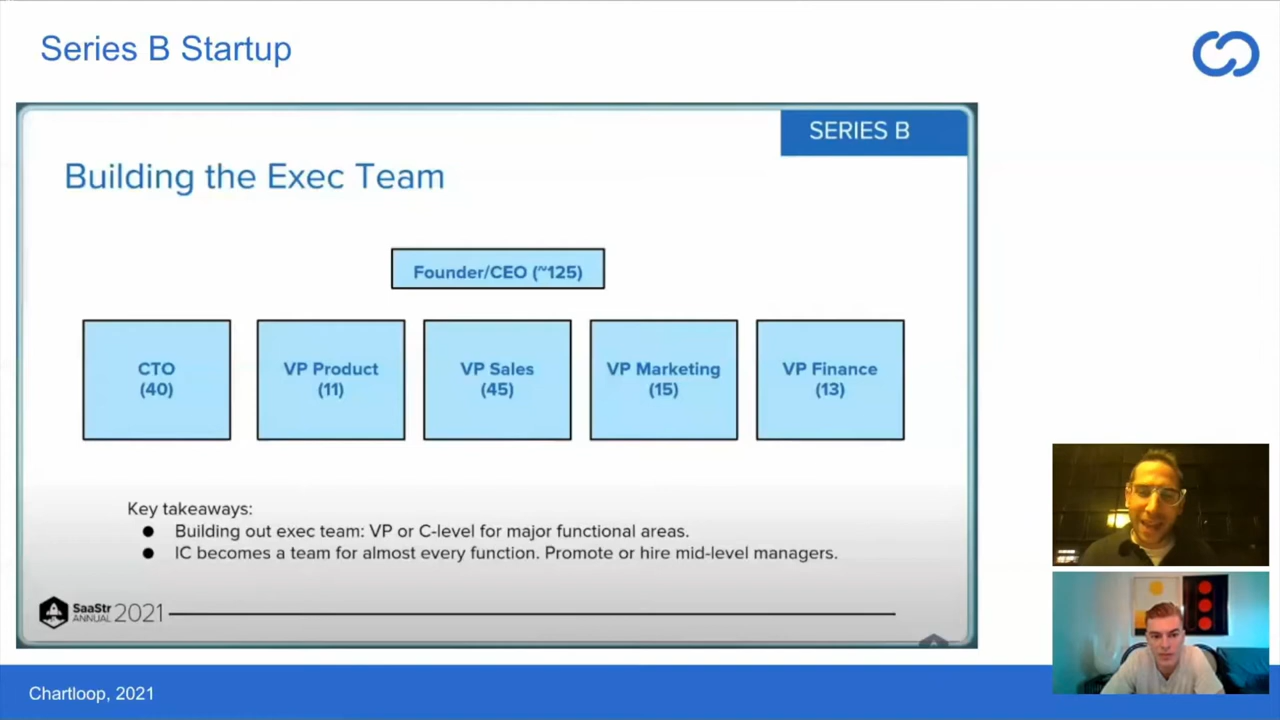 Series B Startup
SERIES B
Building the Exec Team
Founder/CEO (~125)
CTO
(40)
VP Product
(11)
VP Sales
(45)
VP Marketing
(15)
VP Finance
(13)
Key takeaways:
● Building out exec team: VP or C-level for major functional areas.
● IC becomes a team for almost every function. Promote or hire mid-level managers.
SaaStr
ANNUAL 2021
Chartloop, 2021